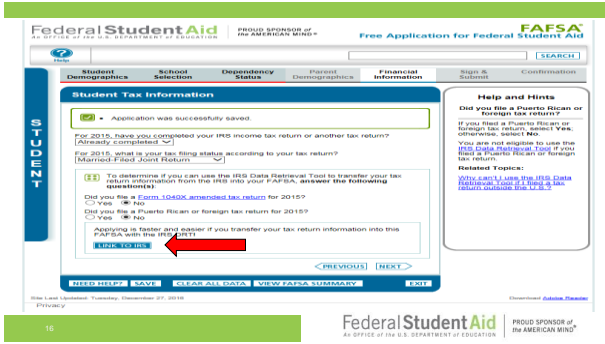 Federal Student Aid
An OFFICE of the U.S. DEPARTMENT of EDUCATION
PROUD SPONSOR of
the AMERICAN MIND®
FAFSA®
Free Application for Federal Student Aid
?
Help
SEARCH
Student Demographics
School Selection
Dependency Status
Parent Demographics
Financial Information
Sign & Submit
Confirmation
STUDENT
Student Tax Information
• Application was successfully saved.
For 2015, have you completed your IRS income tax return or another tax return?
Already completed
For 2015, what is your tax filing status according to your tax return?
Married-Filed Joint Return
To determine if you can use the IRS Data Retrieval Tool to transfer your tax
return information from the IRS into your FAFSA, answer the following
question(s):
Did you file a Form 1040X amended tax return for 2015?
Yes No
Did you file a Puerto Rican or foreign tax return for 2015?
Yes No
Applying is faster and easier if you transfer your tax return information into this
FAFSA with the IRS DRT!
LINK TO IRS
PREVIOUS NEXT
NEED HELP? SAVE CLEAR ALL DATA VIEW FAFSA SUMMARY EXIT
Help and Hints
Did you file a Puerto Rican or
foreign tax return?
If you filed a Puerto Rican or
foreign tax return, select Yes,
otherwise, select No.
You are not eligible to use the
IRS Data Retrieval Tool if you
filed a Puerto Rican or foreign
tax return.
Related Topics:
Why can't I use the IRS Data
Retrieval Tool if I filed a tax
return outside the U.S.?
Site Last Updated: Tuesday, December 27, 2016
Download Adobe Reader
Privacy
16
Federal Student Aid
An OFFICE of the U.S. DEPARTMENT of EDUCATION
PROUD SPONSOR of
the AMERICAN MIND®